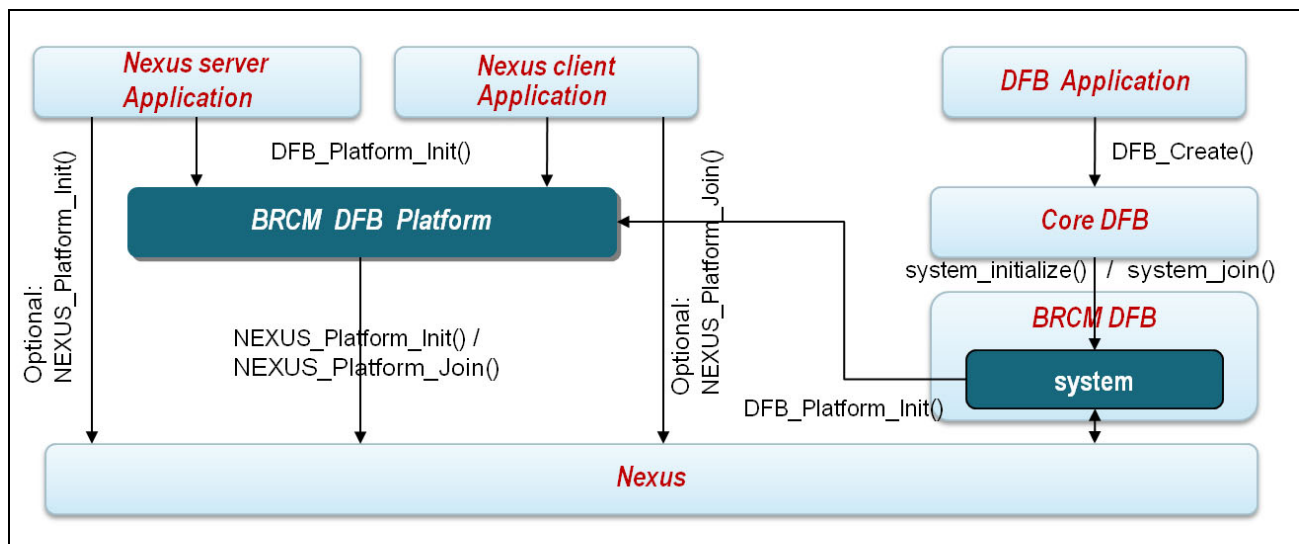 Nexus server
Application
Nexus client
Application
DFB Application
DFB_Platform_Init()
DFB_Create()
Optional:
NEXUS_Platform_Init()
BRCM DFB Platform
Optional:
NEXUS_Platform_Join()
Core DFB
system_initialize() / system_join()
NEXUS_Platform_Init() /
NEXUS_Platform_Join()
BRCM DFB
system
DFB_Platform_Init()
Nexus